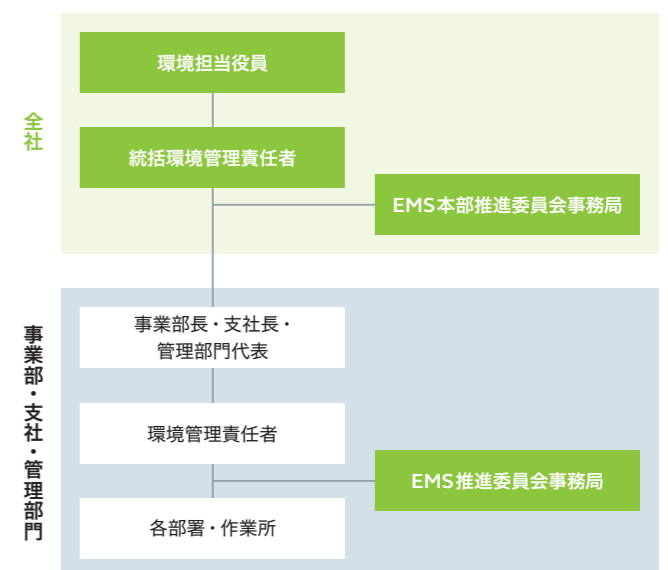 全社
環境担当役員
統括環境管理責任者
EMS本部推進委員会事務局
事業部・支社・管理部門
事業部長・支社長・
管理部門代表
環境管理責任者
EMS推進委員会事務局
各部署・作業所